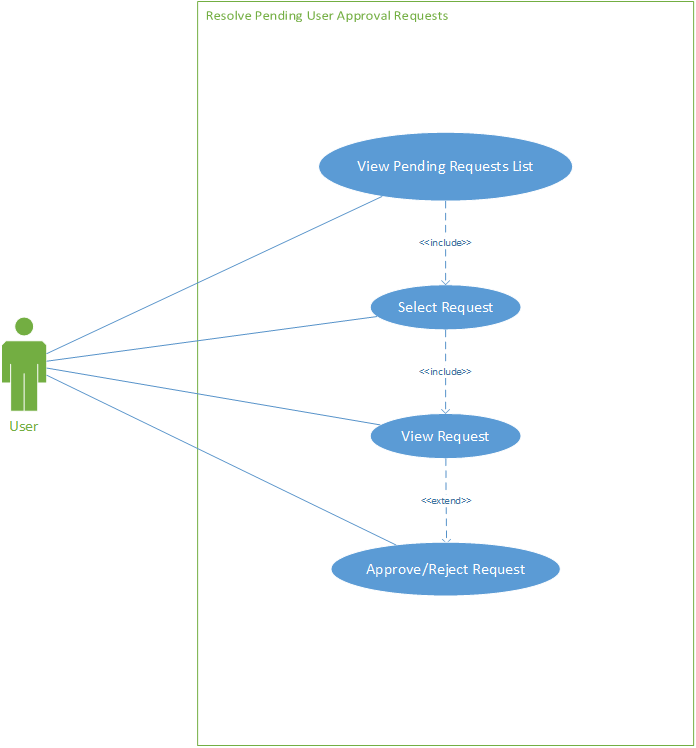 Resolve Pending User Approval Requests
View Pending Requests List
<<include>>
Select Request
<<include>>
User
View Request
<<extend>>
Approve/Reject Request